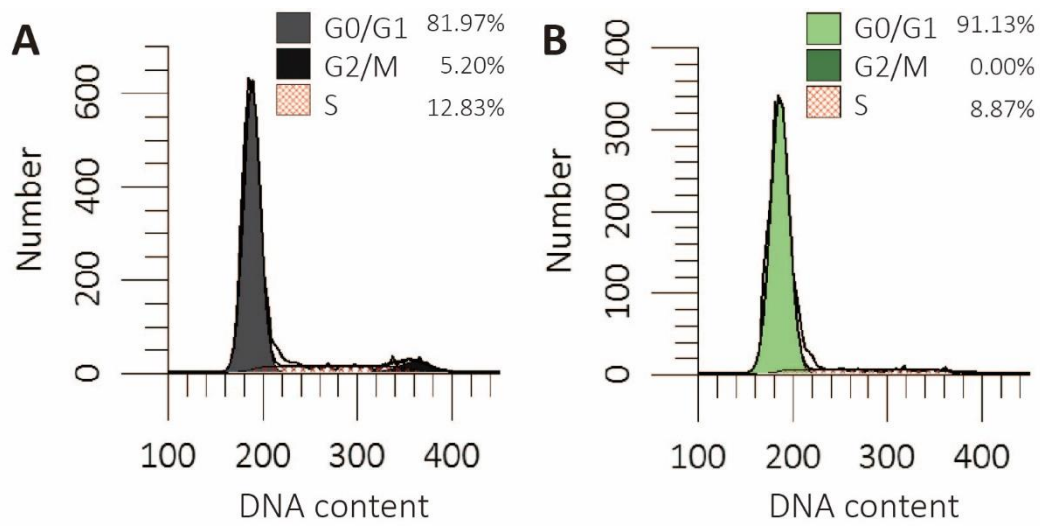 A
G0/G1 81.97%
G2/M 5.20%
S 12.83%
Number
600
400
200
0
100 200 300 400
DNA content
B
G0/G1 91.13%
G2/M 0.00%
S 8.87%
Number
400
300
200
100
0
100 200 300 400
DNA content